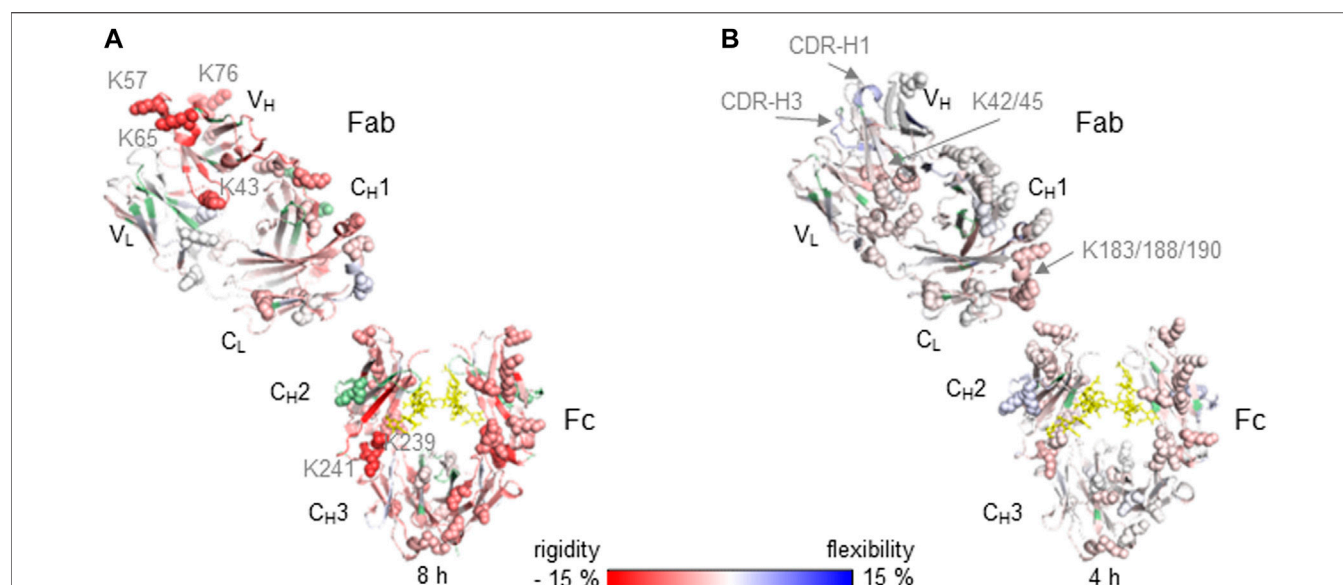 A
K57
K76
VH
Fab
K65
K43
CH1
VL
CL
CH2
Fc
K239
K241
CH3
8 h
B
CDR-H1
VH
K42/45
CDR-H3
Fab
CH1
VL
K183/188/190
CL
CH2
Fc
CH3
4 h
rigidity flexibility
- 15 % 15 %